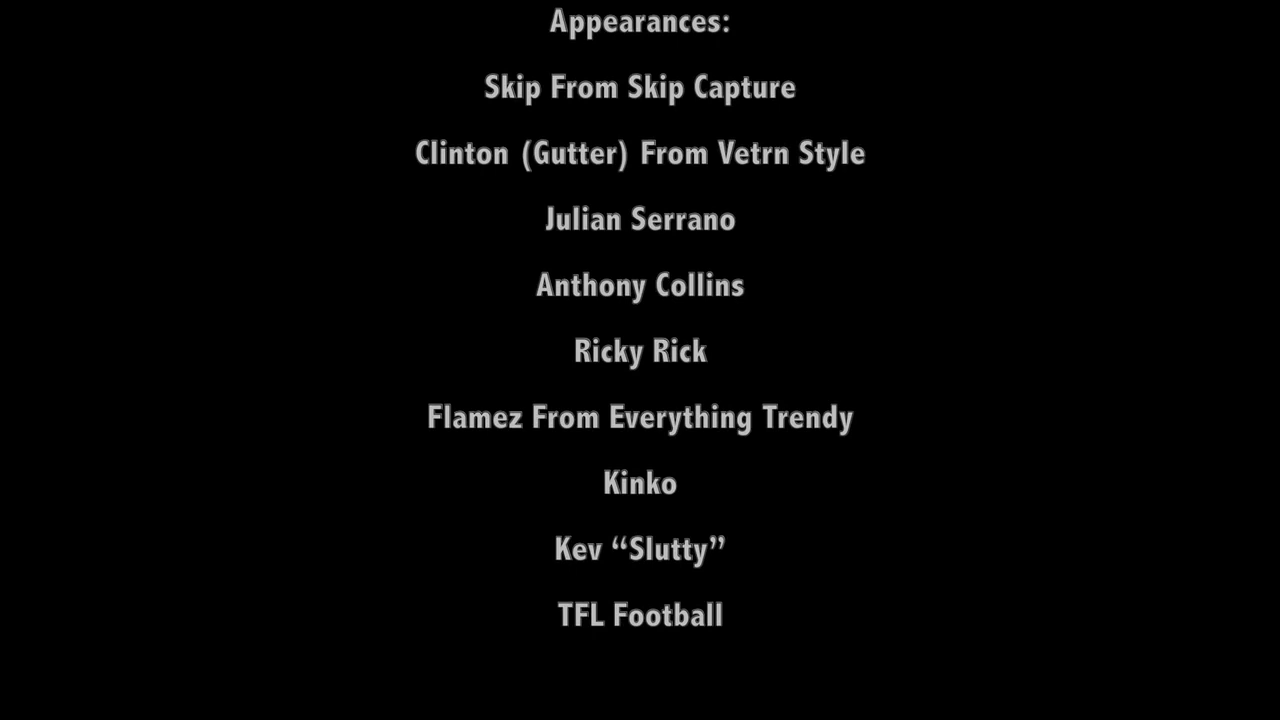 Appearances:
Skip From Skip Capture
Clinton (Gutter) From Vetrn Style
Julian Serrano
Anthony Collins
Ricky Rick
Flamez From Everything Trendy
Kinko
Kev “Slutty”
TFL Football